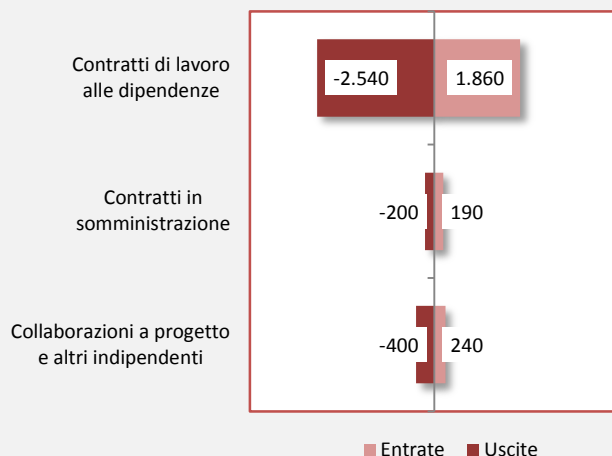 Contratti di lavoro
alle dipendenze
-2.540
1.860
Contratti in
somministrazione
-200
190
Collaborazioni a progetto
e altri indipendenti
-400
240
Entrate
Uscite